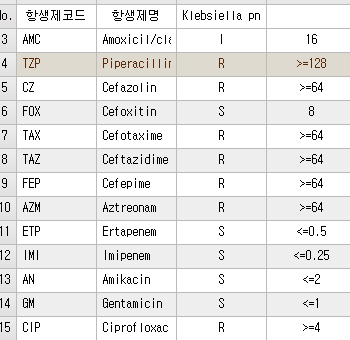 No. 항생제코드 항생제명 Klebsiella pn
3 AMC Amoxicil/cla I 16
4 TZP Piperacillin R >=128
5 CZ Cefazolin R >=64
6 FOX Cefoxitin S 8
7 TAX Cefotaxime R >=64
8 TAZ Ceftazidime R >=64
9 FEP Cefepime R >=64
10 AZM Aztreonam R >=64
11 ETP Ertapenem S <=0.5
12 IMI Imipenem S <=0.25
13 AN Amikacin S <=2
14 GM Gentamicin S <=1
15 CIP Ciprofloxac R >=4